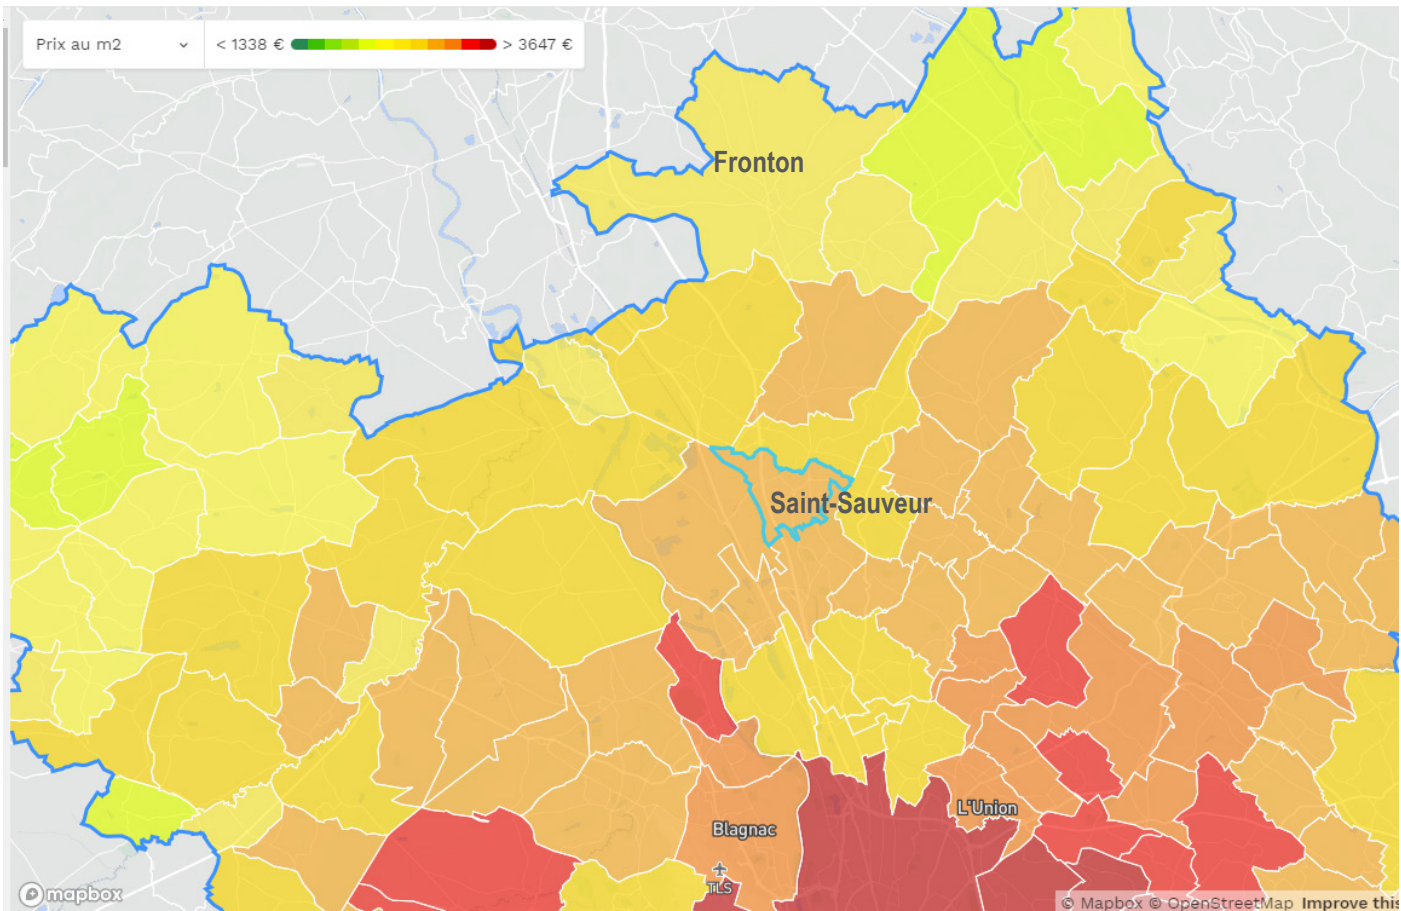 Prix au m2
< 1338 €
> 3647 €
Fronton
Saint-Sauveur
L'Union
Blagnac
TLS
mapbox
© Mapbox © OpenStreetMap Improve this